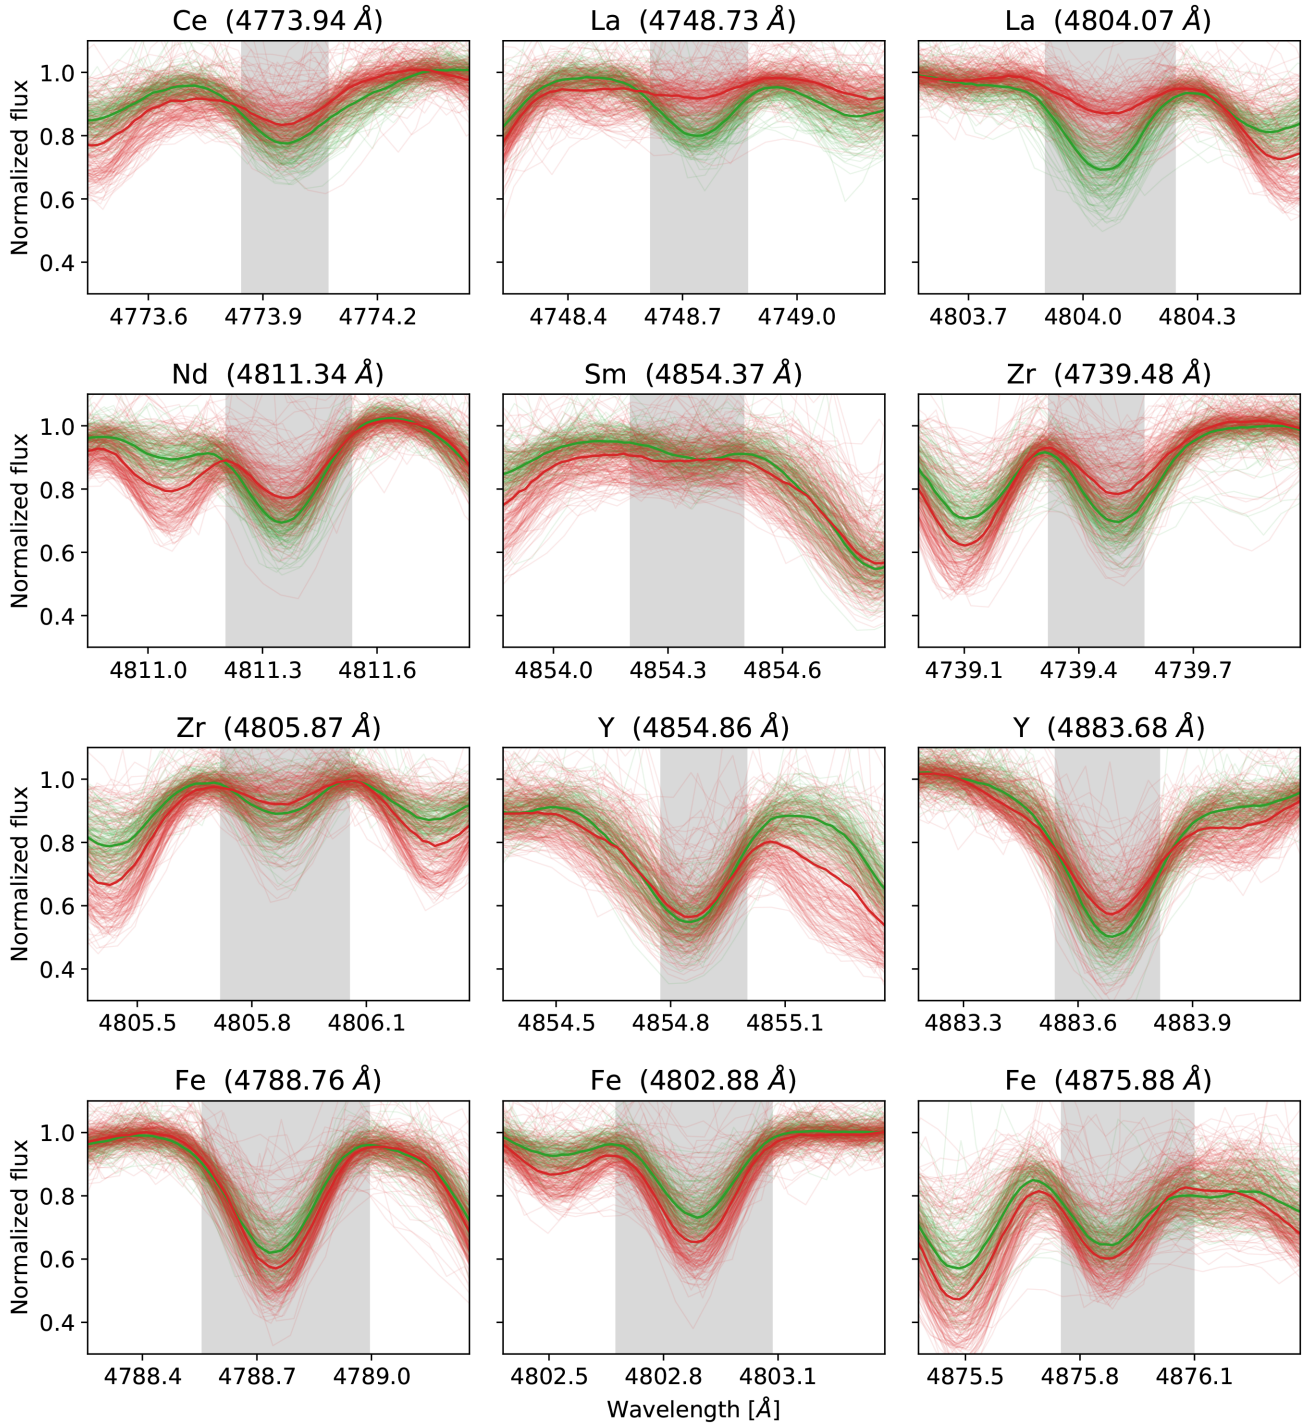 Ce (4773.94 Å) La (4748.73 Å) La (4804.07 Å)
Normalized flux
1.0
0.8
0.6
0.4
4773.6 4773.9 4774.2 4748.4 4748.7 4749.0 4803.7 4804.0 4804.3
Nd (4811.34 Å) Sm (4854.37 Å) Zr (4739.48 Å)
Normalized flux
1.0
0.8
0.6
0.4
4811.0 4811.3 4811.6 4854.0 4854.3 4854.6 4739.1 4739.4 4739.7
Zr (4805.87 Å) Y (4854.86 Å) Y (4883.68 Å)
Normalized flux
1.0
0.8
0.6
0.4
4805.5 4805.8 4806.1 4854.5 4854.8 4855.1 4883.3 4883.6 4883.9
Fe (4788.76 Å) Fe (4802.88 Å) Fe (4875.88 Å)
Normalized flux
1.0
0.8
0.6
0.4
4788.4 4788.7 4789.0 4802.5 4802.8 4803.1 4875.5 4875.8 4876.1
Wavelength [Å]